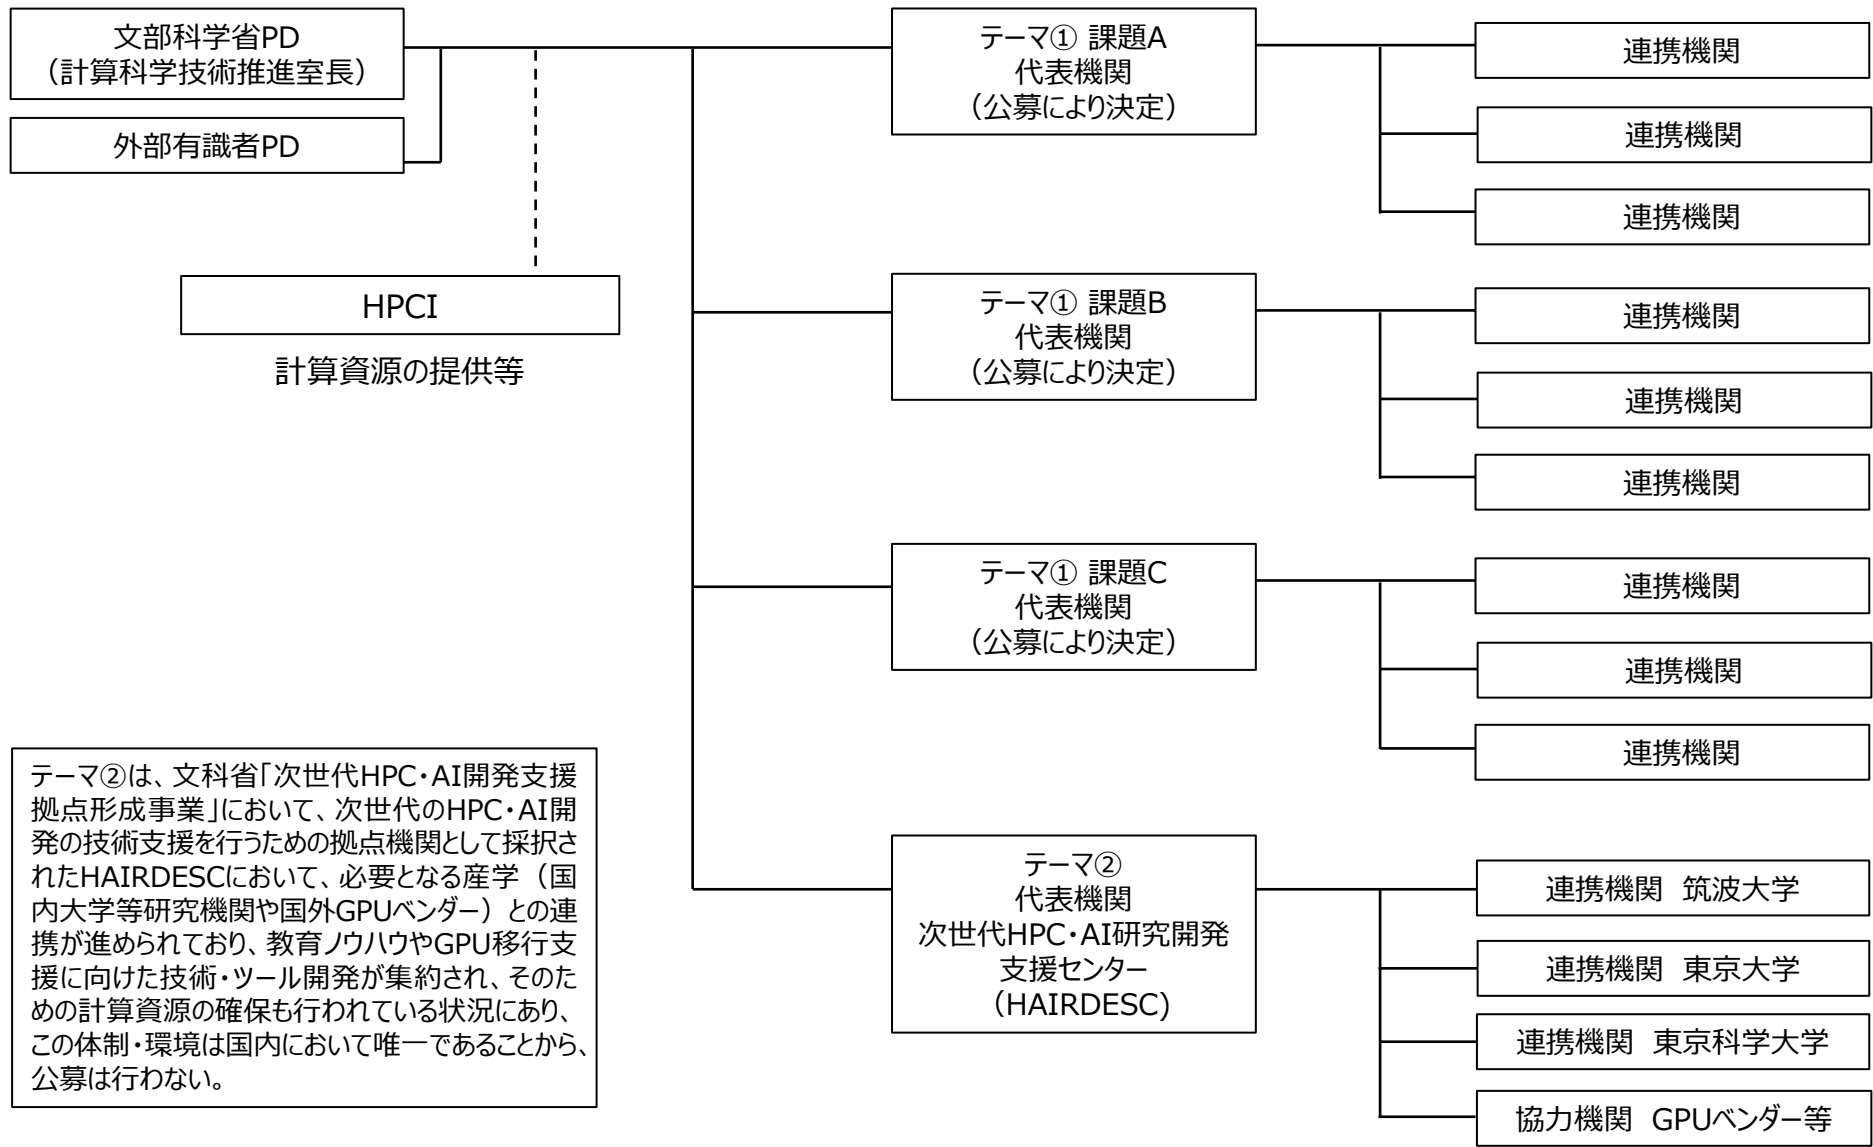 文部科学省PD
（計算科学技術推進室長）
外部有識者PD
HPCI
計算資源の提供等
テーマ① 課題A
代表機関
（公募により決定）
連携機関
連携機関
連携機関
テーマ① 課題B
代表機関
（公募により決定）
連携機関
連携機関
連携機関
テーマ① 課題C
代表機関
（公募により決定）
連携機関
連携機関
連携機関
テーマ②
代表機関
次世代HPC・AI研究開発
支援センター
（HAIRDESC)
連携機関　筑波大学
連携機関　東京大学
連携機関　東京科学大学
協力機関　GPUベンダー等
テーマ②は、文科省「次世代HPC・AI開発支援
拠点形成事業」において、次世代のHPC・AI開
発の技術支援を行うための拠点機関として採択さ
れたHAIRDESCにおいて、必要となる産学（国
内大学等研究機関や国外GPUベンダー）との連
携が進められており、教育ノウハウやGPU移行支
援に向けた技術・ツール開発が集約され、そのた
めの計算資源の確保も行われている状況にあり、
この体制・環境は国内において唯一であることから、
公募は行わない。